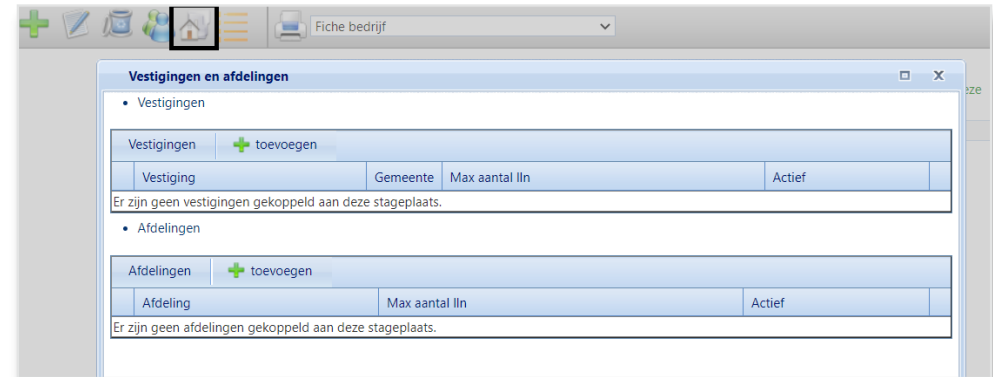 Fiche bedrijf
Vestigingen en afdelingen
eze
• Vestigingen
Vestigingen toevoegen
Vestiging Gemeente Max aantal lln Actief
Er zijn geen vestigingen gekoppeld aan deze stageplaats.
• Afdelingen
Afdelingen toevoegen
Afdeling Max aantal lln Actief
Er zijn geen afdelingen gekoppeld aan deze stageplaats.